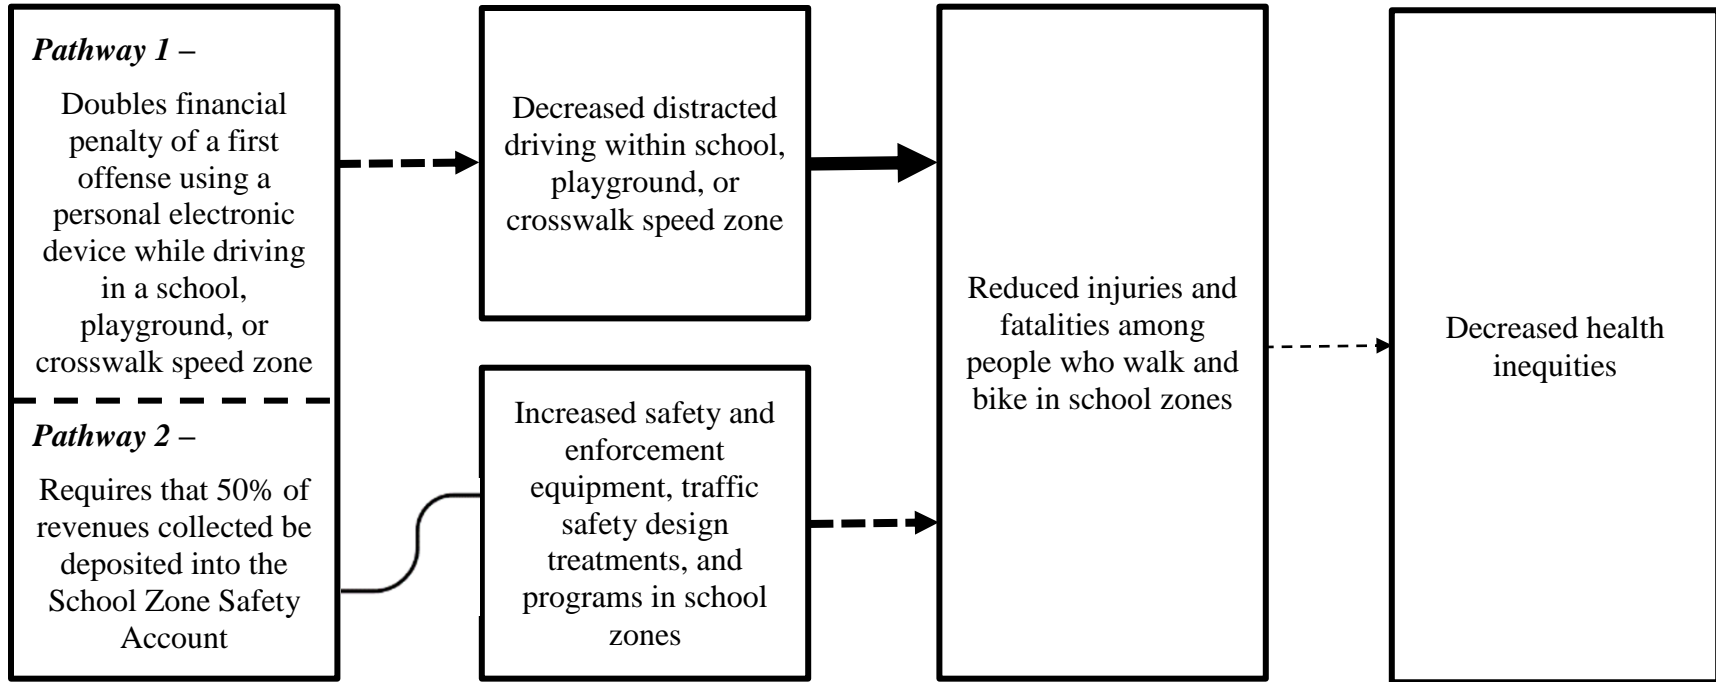 Pathway 1 –
Doubles financial
penalty of a first
offense using a
personal electronic
device while driving
in a school,
playground, or
crosswalk speed zone
Pathway 2 –
Requires that 50% of
revenues collected be
deposited into the
School Zone Safety
Account
Decreased distracted
driving within school,
playground, or
crosswalk speed zone
Increased safety and
enforcement
equipment, traffic
safety design
treatments, and
programs in school
zones
Reduced injuries and
fatalities among
people who walk and
bike in school zones
Decreased health
inequities